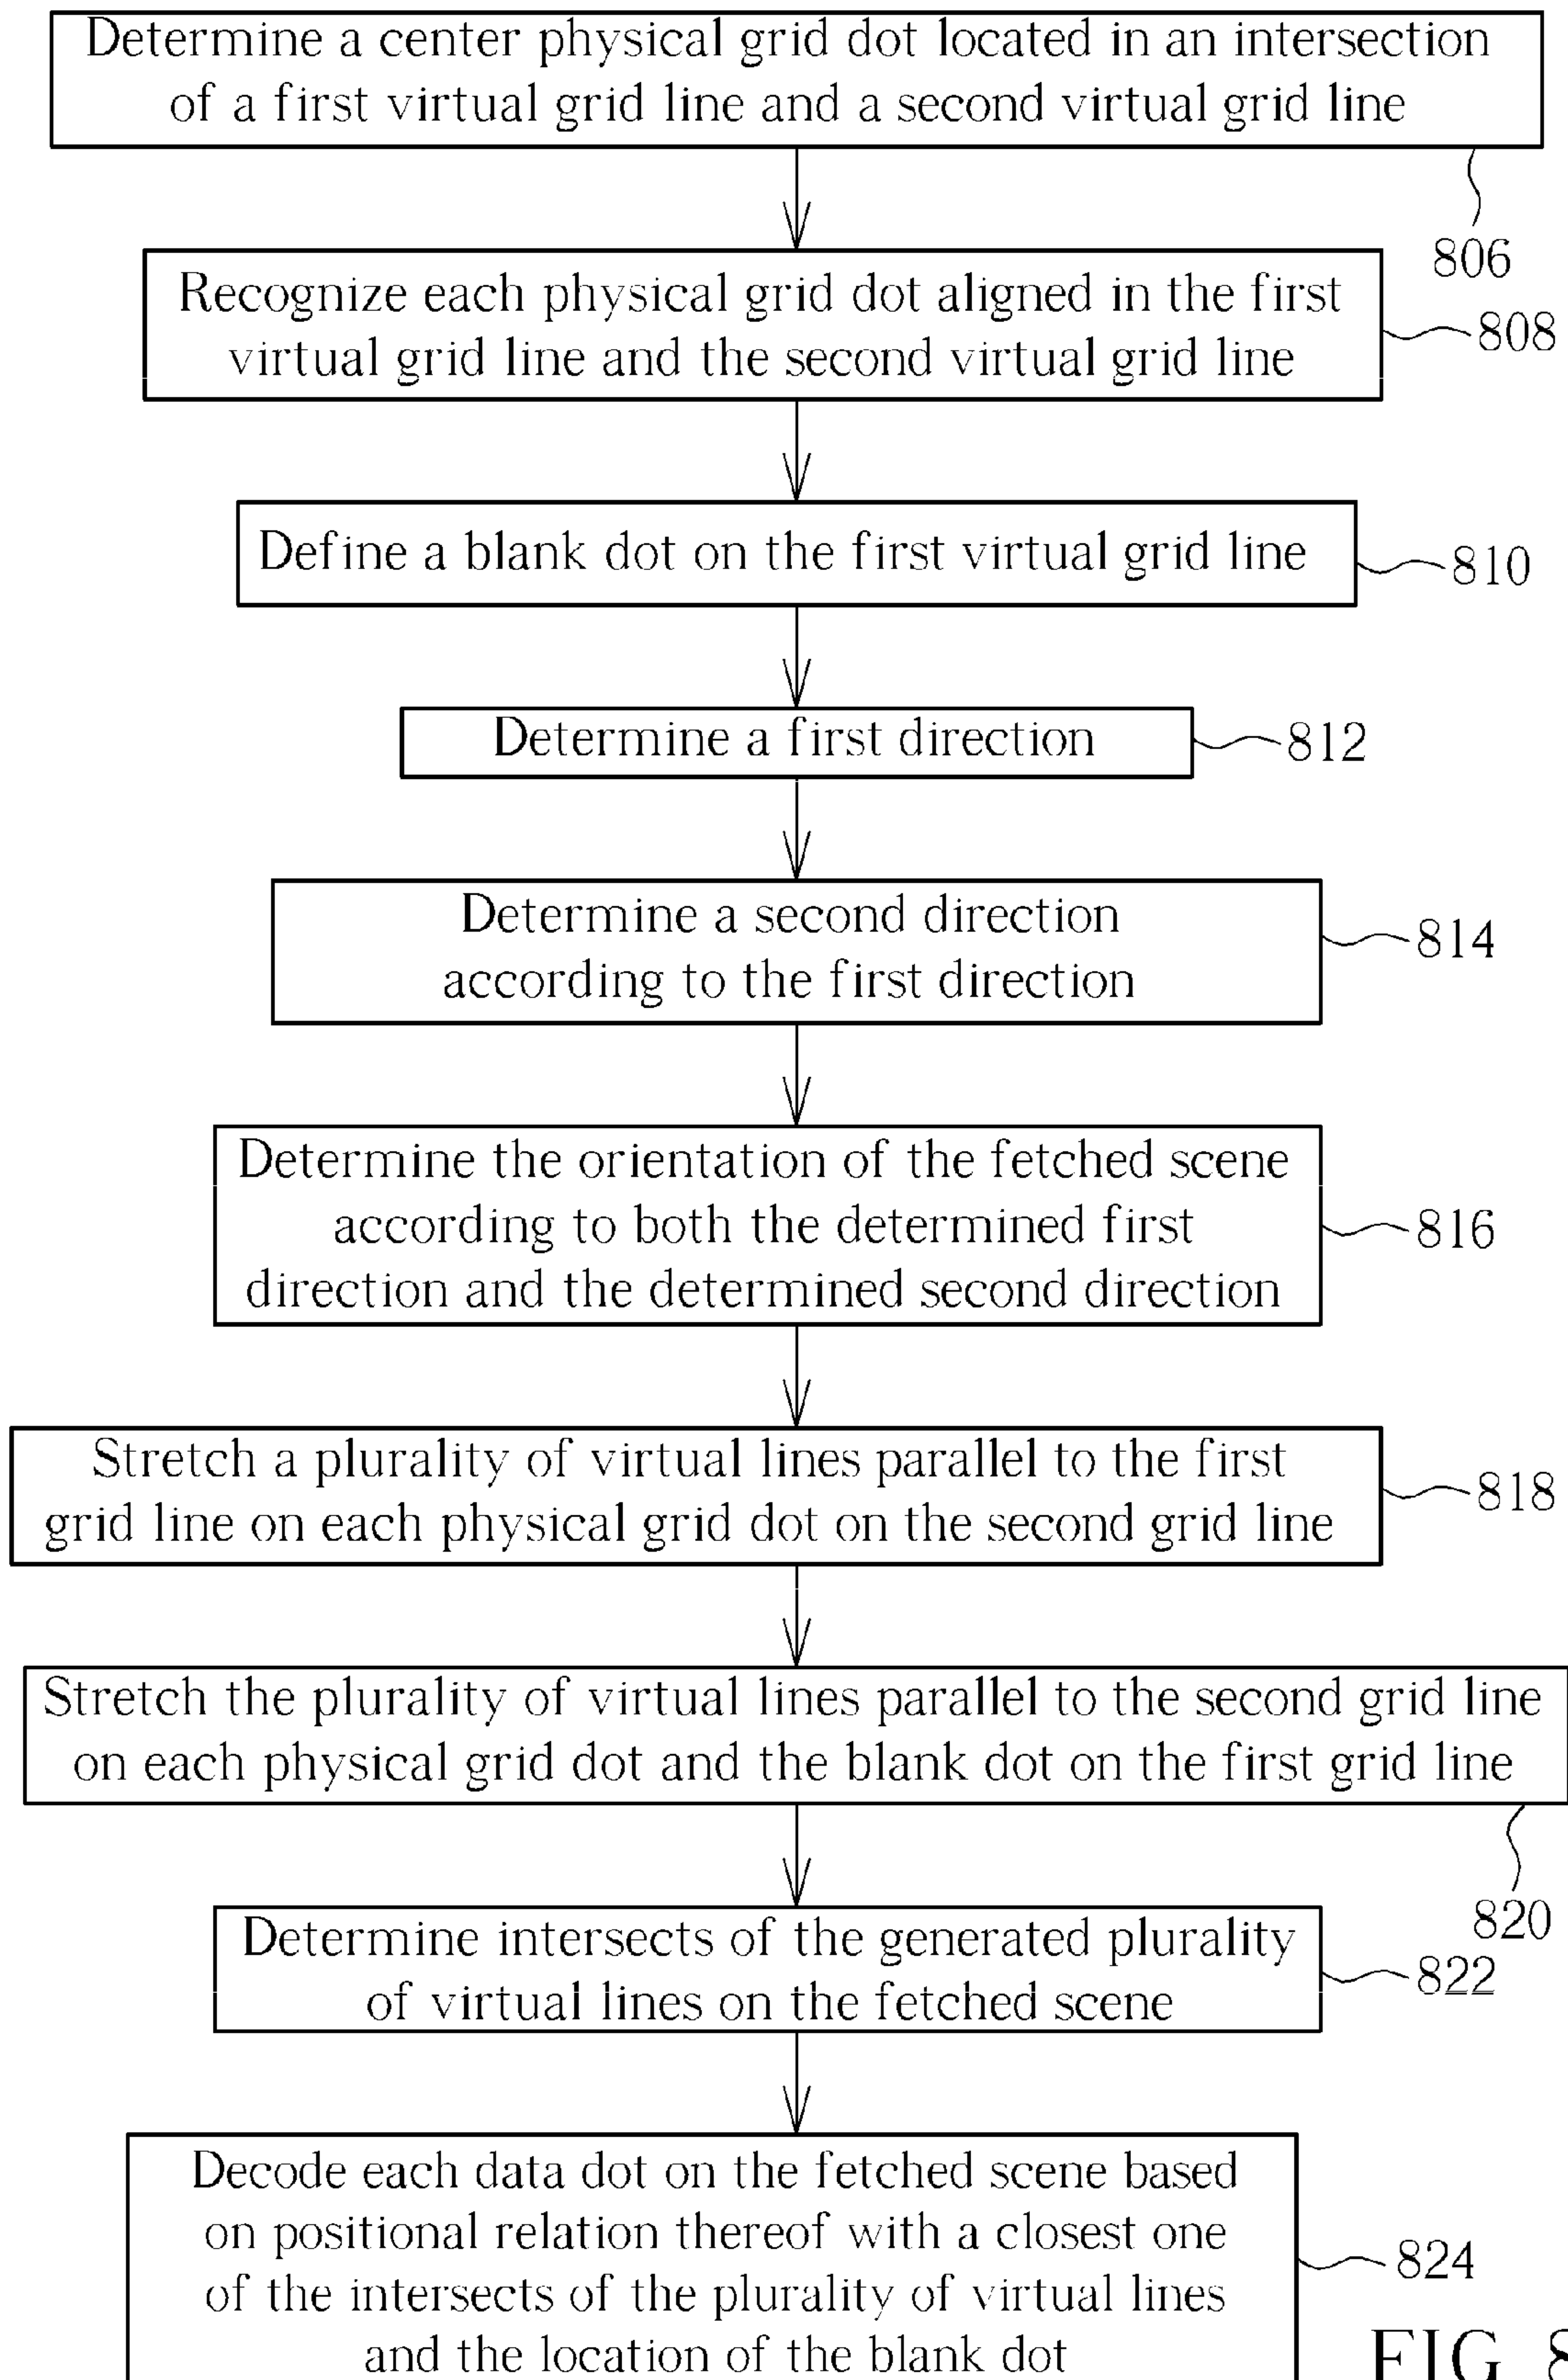 Determine a center physical grid dot located in an intersection
of a first virtual grid line and a second virtual grid line
806
Recognize each physical grid dot aligned in the first
virtual grid line and the second virtual grid line
808
Define a blank dot on the first virtual grid line
810
Determine a first direction
812
Determine a second direction
according to the first direction
814
Determine the orientation of the fetched scene
according to both the determined first
direction and the determined second direction
816
Stretch a plurality of virtual lines parallel to the first
grid line on each physical grid dot on the second grid line
818
Stretch the plurality of virtual lines parallel to the second grid line
on each physical grid dot and the blank dot on the first grid line
820
Determine intersects of the generated plurality
of virtual lines on the fetched scene
822
Decode each data dot on the fetched scene based
on positional relation thereof with a closest one
of the intersects of the plurality of virtual lines
and the location of the blank dot
824
FIG. 8